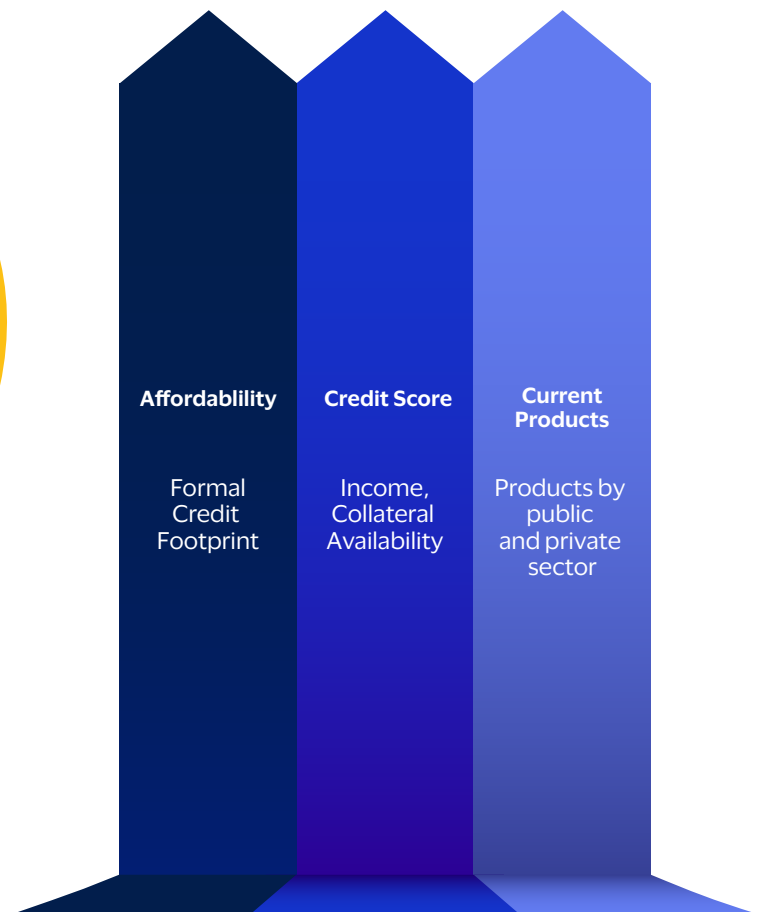 Affordablility
Formal
Credit
Footprint
Credit Score
Income,
Collateral
Availability
Current
Products
Products by
public
and private
sector